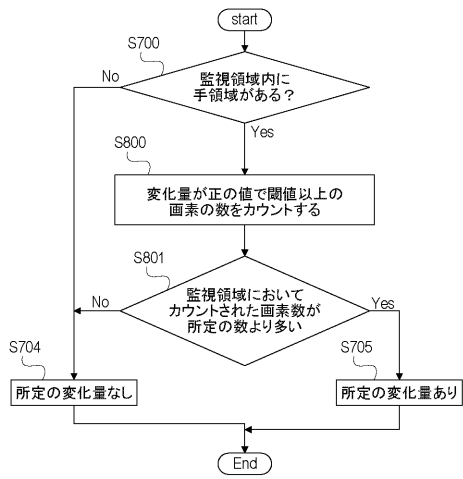 start
S700
監視領域内に
手領域がある？
No
Yes
S800
変化量が正の値で閾値以上の
画素の数をカウントする
S801
監視領域において
カウントされた画素数が
所定の数より多い
No
Yes
S704
所定の変化量なし
S705
所定の変化量あり
End